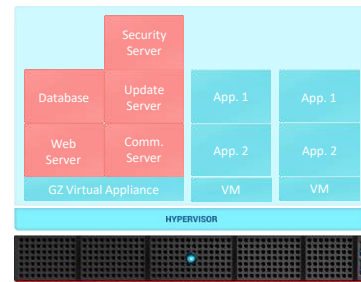 Security
Server
Database
Update
Server
App. 1
App. 1
Web
Server
Comm.
Server
App. 2
App. 2
GZ Virtual Appliance
VM
VM
HYPERVISOR